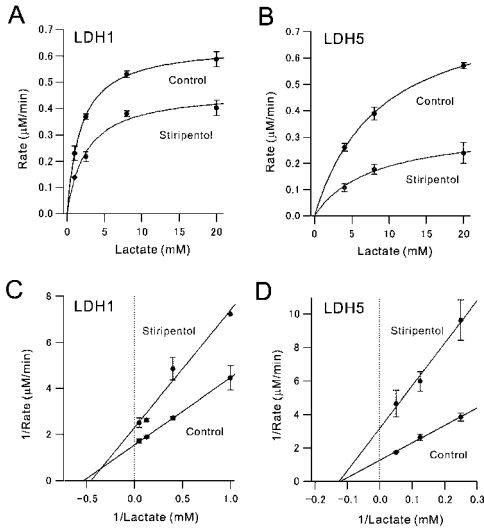 A
LDH1
0.7
0.6
0.5
0.4
0.3
0.2
0.1
0.0
Rate (μM/min)
Control
Stiripentol
0 5 10 15 20
Lactate (mM)
B
LDH5
0.7
0.6
0.5
0.4
0.3
0.2
0.1
0.0
Rate (μM/min)
Control
Stiripentol
0 5 10 15 20
Lactate (mM)
C
LDH1
8
6
4
2
0
1/Rate (μM/min)
Stiripentol
Control
−0.5 0.0 0.5 1.0
1/Lactate (mM)
D
LDH5
10
8
6
4
2
0
1/Rate (μM/min)
Stiripentol
Control
−0.2 −0.1 0.0 0.1 0.2 0.3
1/Lactate (mM)